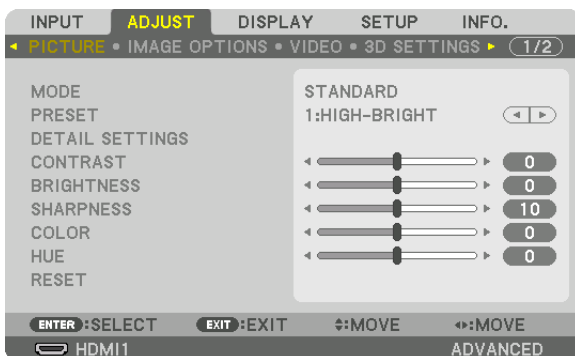 INPUT ADJUST DISPLAY SETUP INFO.
PICTURE • IMAGE OPTIONS • VIDEO • 3D SETTINGS 1/2
MODE STANDARD
PRESET 1:HIGH-BRIGHT
DETAIL SETTINGS
CONTRAST 0
BRIGHTNESS 0
SHARPNESS 10
COLOR 0
HUE 0
RESET
ENTER :SELECT EXIT :EXIT :MOVE :MOVE
HDMI1 ADVANCED